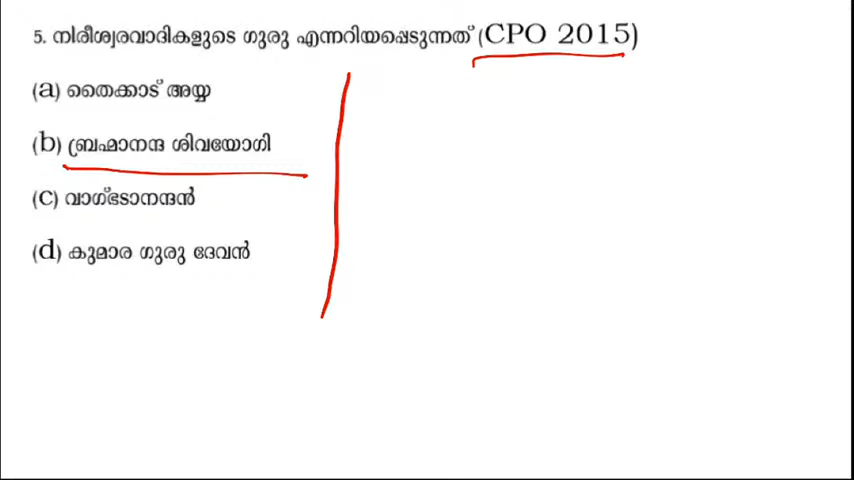 5. നിരീശ്വരവാദികളുടെ ഗുരു എന്നറിയപ്പെടുന്നത് (CPO 2015)
(a) തൈക്കാട് അയ്യ
(b) ബ്രഹ്മാനന്ദ ശിവയോഗി
(c) വാഗ്ഭടാനന്ദൻ
(d) കുമാര ഗുരു ദേവൻ